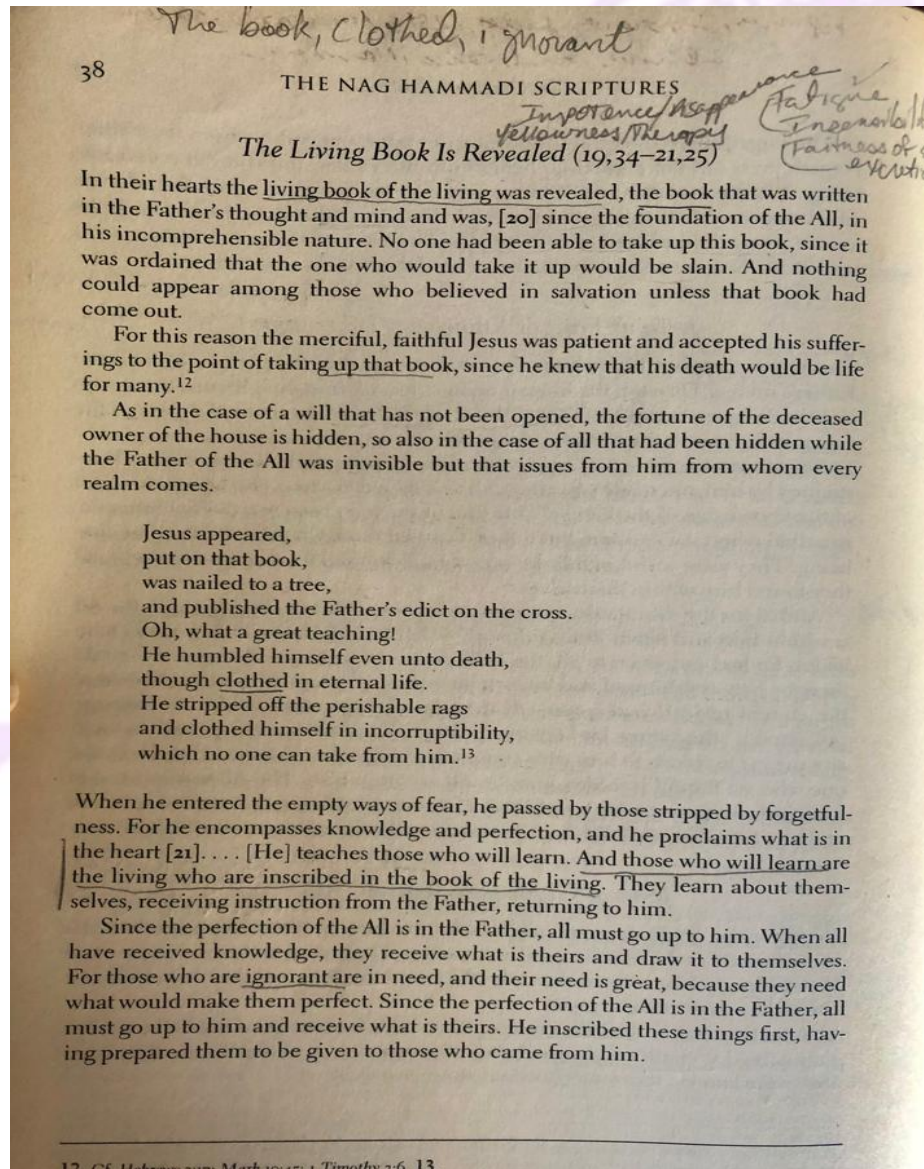 The book, Clothed, ignorant
38
THE NAG HAMMADI SCRIPTURES
Impotence/
Fatigue
Yellowness/Therapy
The Living Book Is Revealed (19,34–21,25)
In their hearts the living book of the living was revealed, the book that was written
in the Father's thought and mind and was, [20] since the foundation of the All, in
his incomprehensible nature. No one had been able to take up this book, since it
was ordained that the one who would take it up would be slain. And nothing
could appear among those who believed in salvation unless that book had
come out.
For this reason the merciful, faithful Jesus was patient and accepted his suffer-
ings to the point of taking up that book, since he knew that his death would be life
for many.12
As in the case of a will that has not been opened, the fortune of the deceased
owner of the house is hidden, so also in the case of all that had been hidden while
the Father of the All was invisible but that issues from him from whom every
realm comes.
Jesus appeared,
put on that book,
was nailed to a tree,
and published the Father's edict on the cross.
Oh, what a great teaching!
He humbled himself even unto death,
though clothed in eternal life.
He stripped off the perishable rags
and clothed himself in incorruptibility,
which no one can take from him.13
When he entered the empty ways of fear, he passed by those stripped by forgetful-
ness. For he encompasses knowledge and perfection, and he proclaims what is in
the heart [21]. . . . [He] teaches those who will learn. And those who will learn are
the living who are inscribed in the book of the living. They learn about them-
selves, receiving instruction from the Father, returning to him.
Since the perfection of the All is in the Father, all must go up to him. When all
have received knowledge, they receive what is theirs and draw it to themselves.
For those who are ignorant are in need, and their need is great, because they need
what would make them perfect. Since the perfection of the All is in the Father, all
must go up to him and receive what is theirs. He inscribed these things first, hav-
ing prepared them to be given to those who came from him.